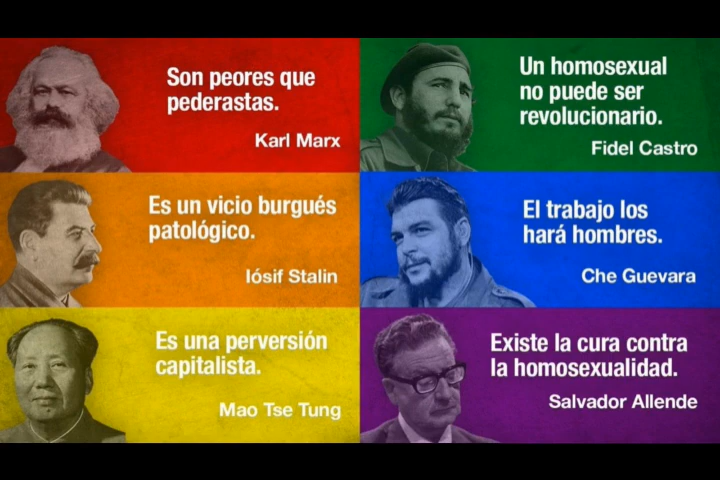 Son peores que
pederastas.
Karl Marx
Un homosexual
no puede ser
revolucionario.
Fidel Castro
Es un vicio burgués
patológico.
Iósif Stalin
El trabajo los
hará hombres.
Che Guevara
Es una perversión
capitalista.
Mao Tse Tung
Existe la cura contra
la homosexualidad.
Salvador Allende